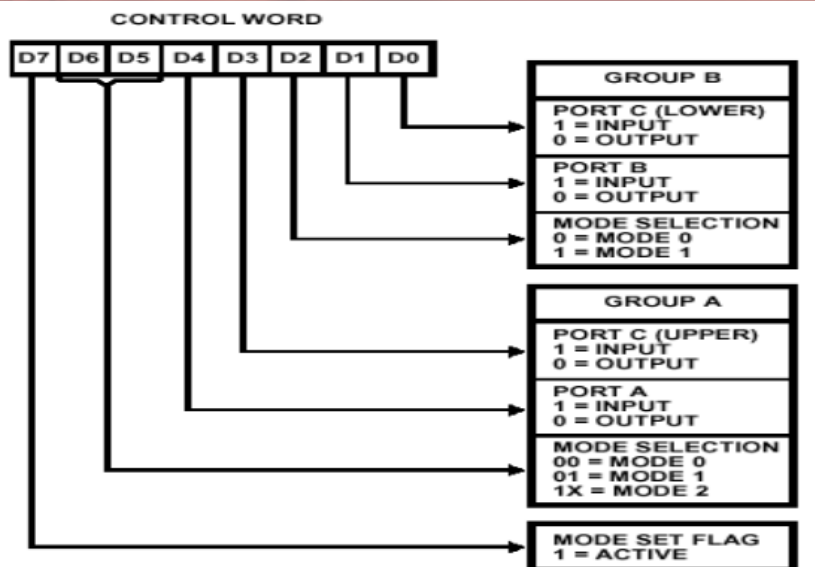 CONTROL WORD
D7 D6 D5 D4 D3 D2 D1 D0
GROUP B
PORT C (LOWER)
1 = INPUT
0 = OUTPUT
PORT B
1 = INPUT
0 = OUTPUT
MODE SELECTION
0 = MODE 0
1 = MODE 1
GROUP A
PORT C (UPPER)
1 = INPUT
0 = OUTPUT
PORT A
1 = INPUT
0 = OUTPUT
MODE SELECTION
00 = MODE 0
01 = MODE 1
1X = MODE 2
MODE SET FLAG
1 = ACTIVE